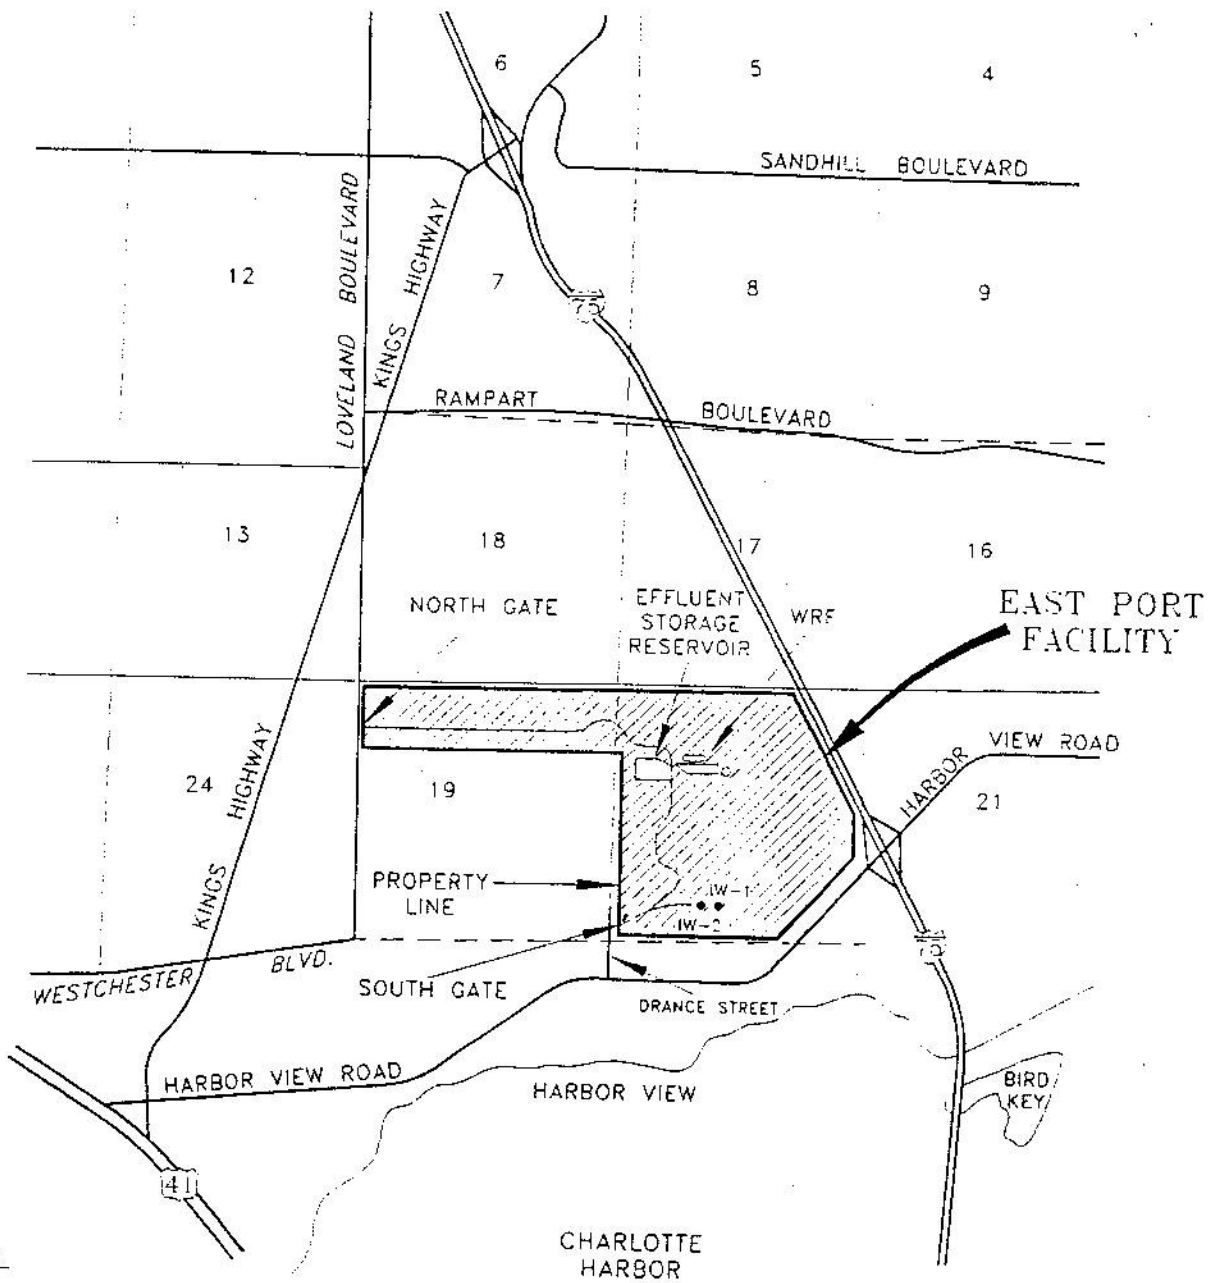 6
5
4
SANDHILL BOULEVARD
LOVELAND BOULEVARD
KINGS HIGHWAY
12
7
8
9
75
RAMPART
BOULEVARD
13
18
17
16
NORTH GATE
EFFLUENT
STORAGE
RESERVOIR
WRF
EAST PORT
FACILITY
24
KINGS HIGHWAY
19
HARBOR
VIEW ROAD
21
PROPERTY
LINE
IW-1
IW-2
WESTCHESTER
BLVD.
SOUTH GATE
DRANCE STREET
75
HARBOR VIEW ROAD
HARBOR VIEW
BIRD
KEY
41
CHARLOTTE
HARBOR